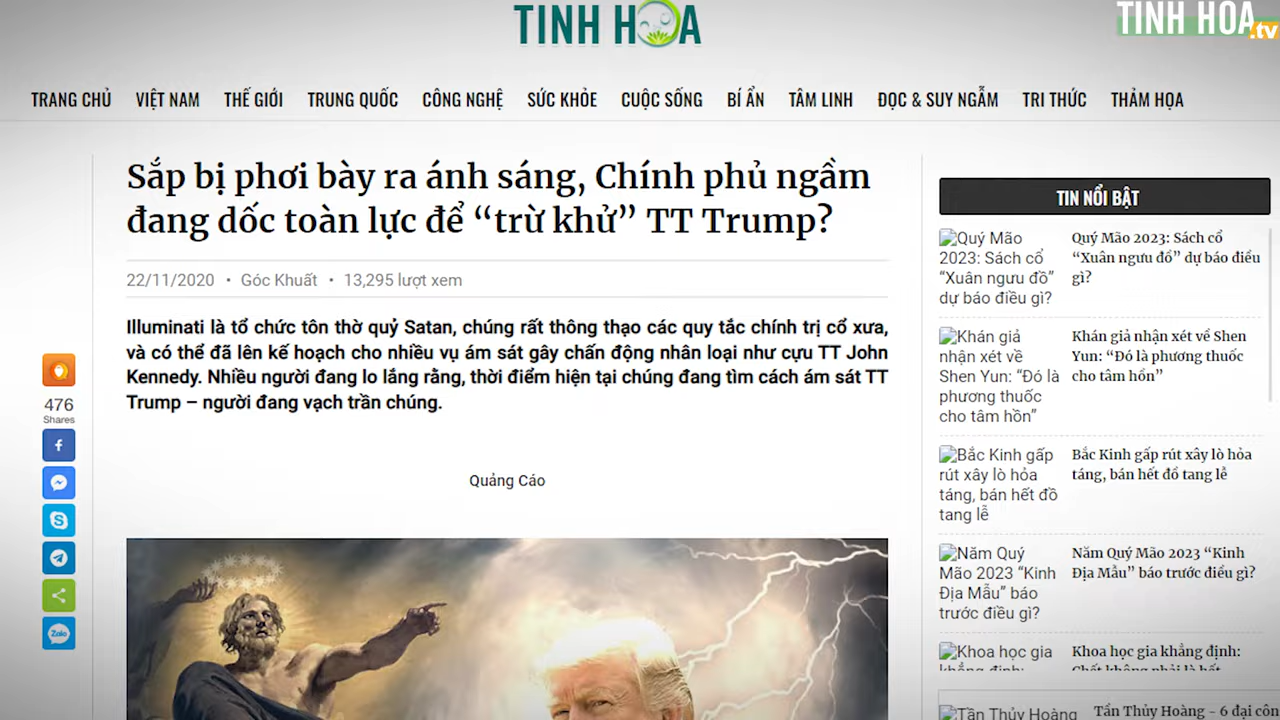 TINH HOA
TINH HOA.tv
TRANG CHỦ VIỆT NAM THẾ GIỚI TRUNG QUỐC CÔNG NGHỆ SỨC KHỎE CUỘC SỐNG BÍ ẨN TÂM LINH ĐỌC & SUY NGẪM TRI THỨC THẢM HỌA
Sắp bị phơi bày ra ánh sáng, Chính phủ ngầm
đang dốc toàn lực để “trừ khử” TT Trump?
22/11/2020 • Góc Khuất • 13,295 lượt xem
Illuminati là tổ chức tôn thờ quỷ Satan, chúng rất thông thạo các quy tắc chính trị cổ xưa,
và có thể đã lên kế hoạch cho nhiều vụ ám sát gây chấn động nhân loại như cựu TT John
Kennedy. Nhiều người đang lo lắng rằng, thời điểm hiện tại chúng đang tìm cách ám sát TT
Trump – người đang vạch trần chúng.
476
Shares
Zalo
Quảng Cáo
TIN NỔI BẬT
Quý Mão
2023: Sách cổ
“Xuân ngưu đồ”
dự báo điều gì?
Quý Mão 2023: Sách cổ
“Xuân ngưu đồ” dự báo điều
gì?
Khán giả
nhận xét về
Shen Yun: “Đó là
phương thuốc
cho tâm hồn”
Khán giả nhận xét về Shen
Yun: “Đó là phương thuốc
cho tâm hồn”
Bắc Kinh gấp
rút xây lò hỏa
táng, bán hết đồ
tang lễ
Bắc Kinh gấp rút xây lò hỏa
táng, bán hết đồ tang lễ
Năm Quý
Mão 2023 “Kinh
Địa Mẫu” báo
trước điều gì?
Năm Quý Mão 2023 “Kinh
Địa Mẫu” báo trước điều gì?
Khoa học gia
khẳng định:
Khoa học gia khẳng định:
Chết không phải là hết
Tần Thủy Hoàng
Tần Thủy Hoàng - 6 đại côn